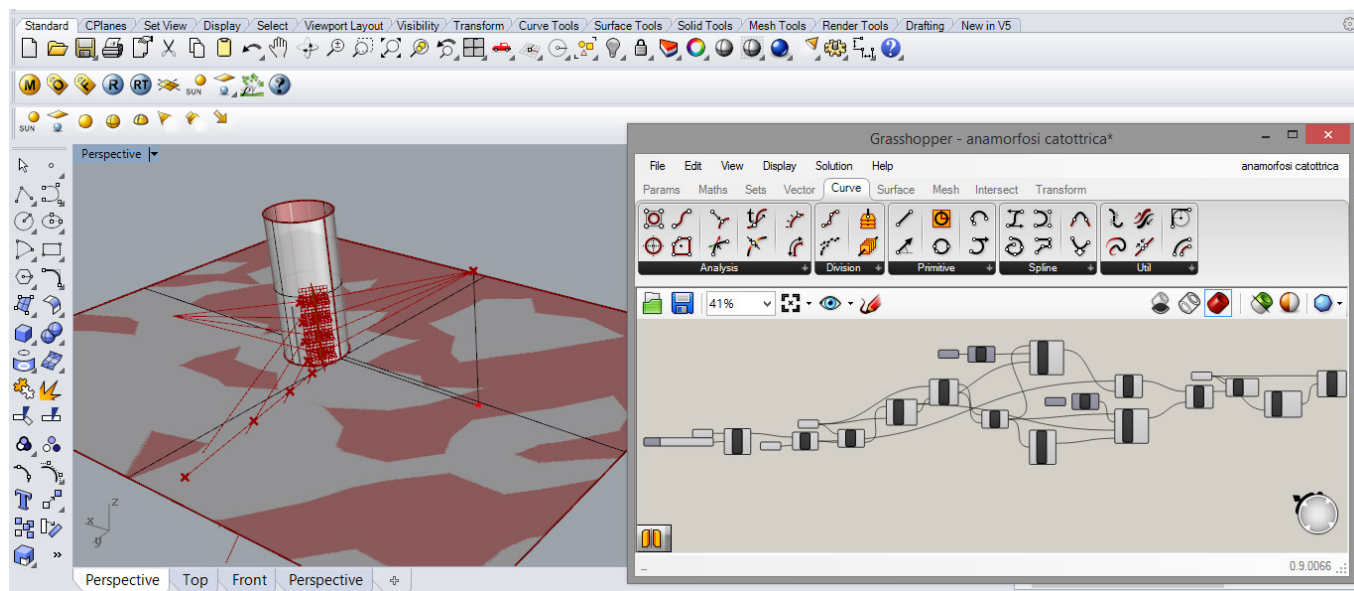 Standard CPlanes Set View Display Select Viewport Layout Visibility Transform Curve Tools Surface Tools Solid Tools Mesh Tools Render Tools Drafting New in V5
M O R RT SUN
SUN
Perspective
Grasshopper - anamorfosi catottrica*
File Edit View Display Solution Help anamorfosi catottrica
Params Maths Sets Vector Curve Surface Mesh Intersect Transform
Analysis Division Primitive Spline Util
41%
z
x
y
0.9.0066
Perspective Top Front Perspective